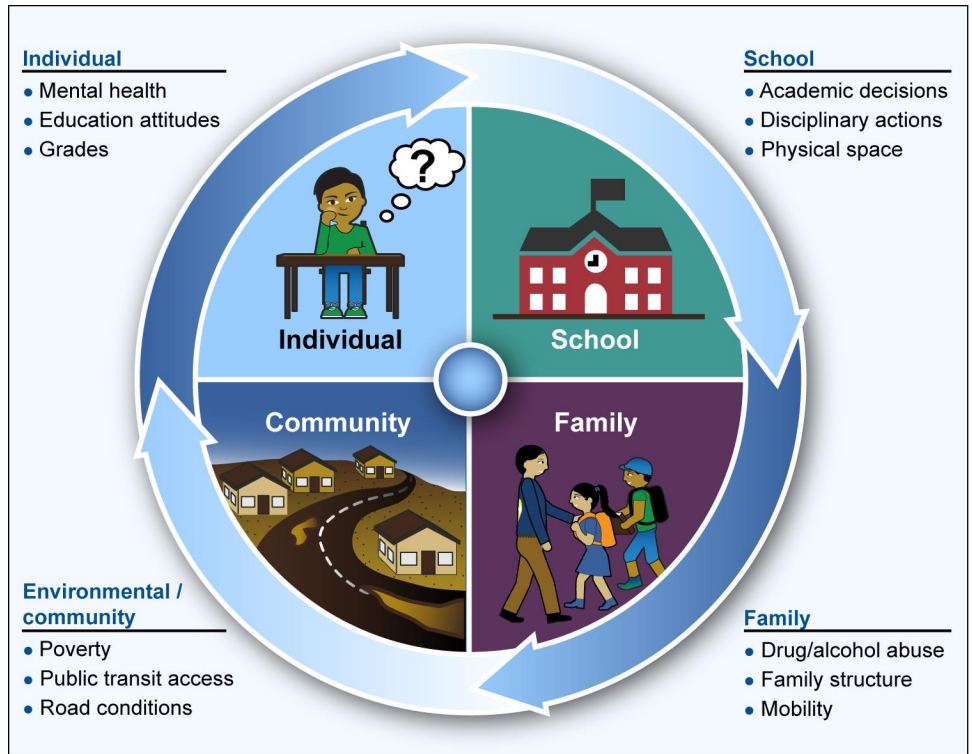 Individual
• Mental health
• Education attitudes
• Grades
School
• Academic decisions
• Disciplinary actions
• Physical space
?
Individual
School
Community
Family
Environmental /
community
• Poverty
• Public transit access
• Road conditions
Family
• Drug/alcohol abuse
• Family structure
• Mobility